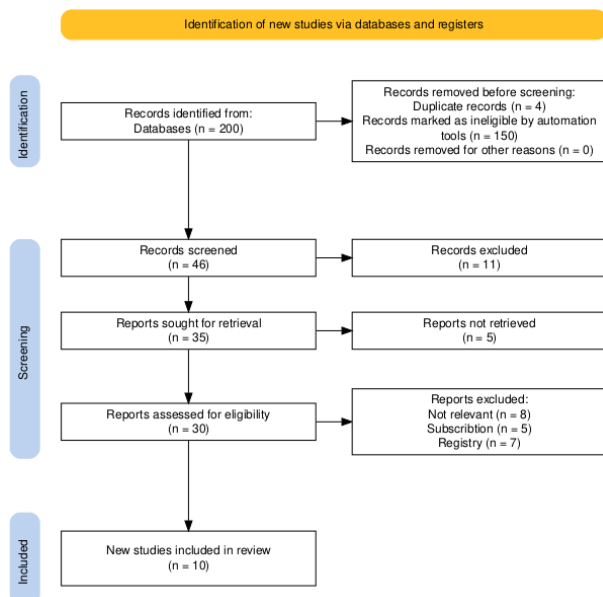 Identification of new studies via databases and registers
Identification
Records identified from:
Databases (n = 200)
Records removed before screening:
Duplicate records (n = 4)
Records marked as ineligible by automation
tools (n = 150)
Records removed for other reasons (n = 0)
Screening
Records screened
(n = 46)
Records excluded
(n = 11)
Reports sought for retrieval
(n = 35)
Reports not retrieved
(n = 5)
Reports assessed for eligibility
(n = 30)
Reports excluded:
Not relevant (n = 8)
Subscribtion (n = 5)
Registry (n = 7)
Included
New studies included in review
(n = 10)